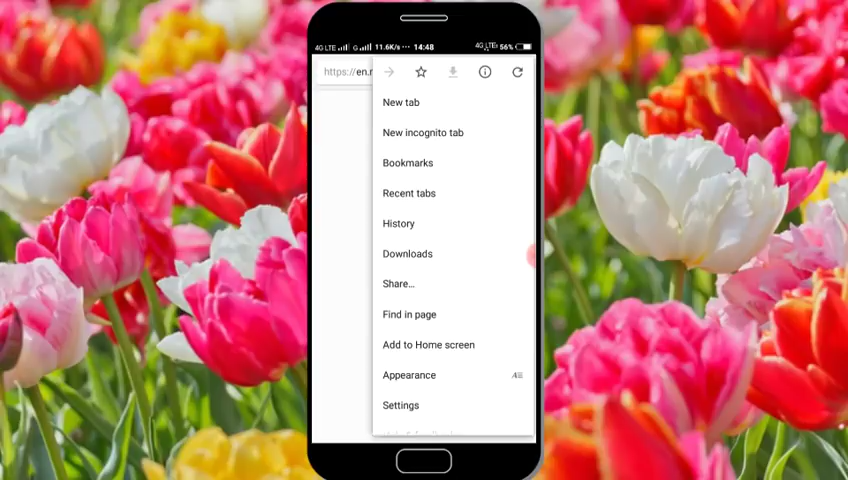 4G LTE G 11.6K/s ··· 14:48 4G LTE 56%
https://en.
New tab
New incognito tab
Bookmarks
Recent tabs
History
Downloads
Share...
Find in page
Add to Home screen
Appearance
Settings